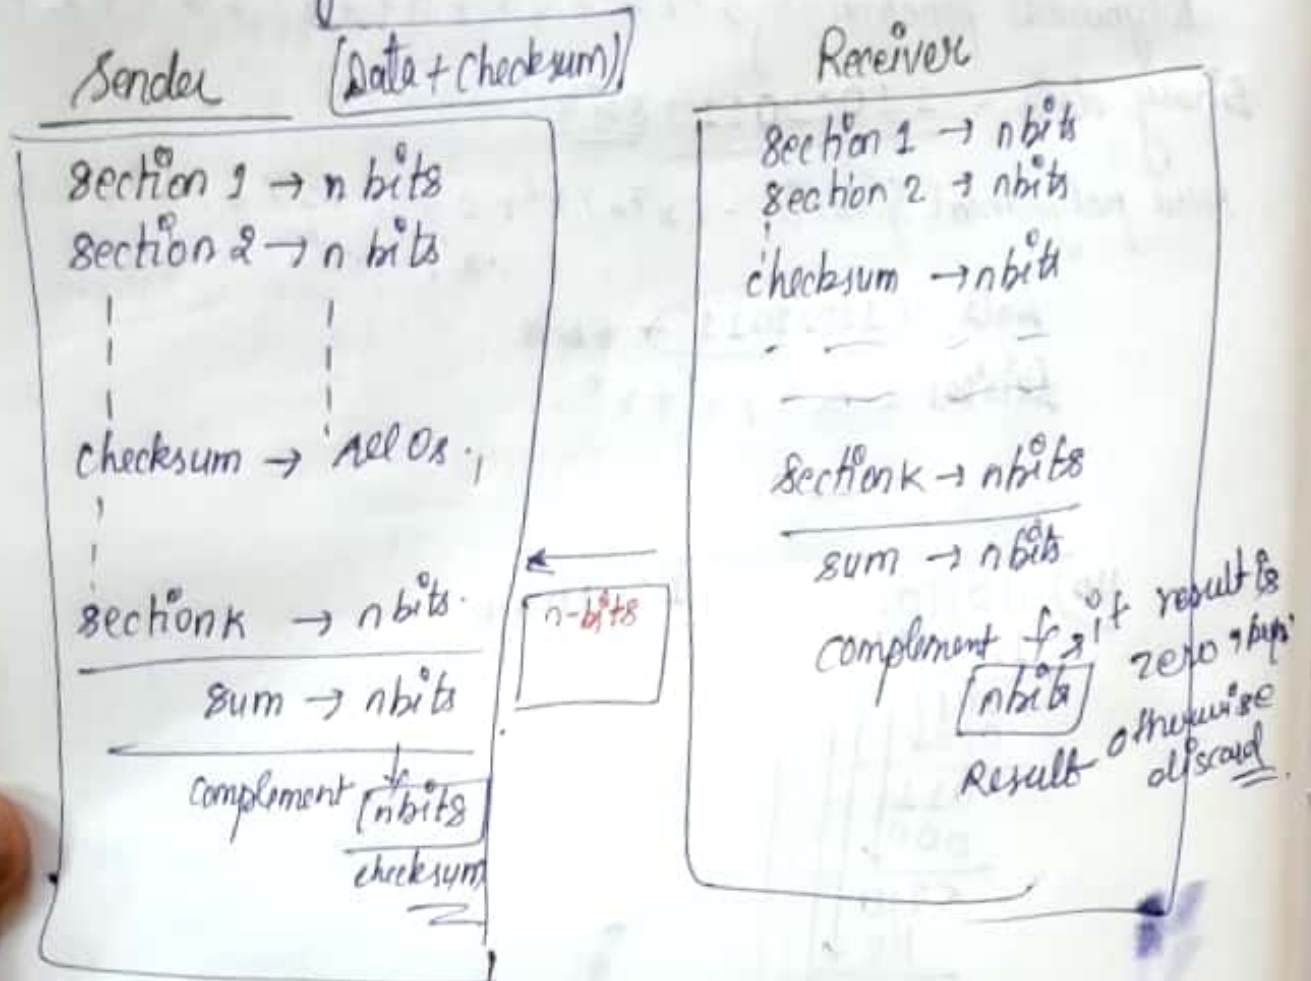 Sender
(Data + Checksum)
section 1 → n bits
section 2 → n bits
checksum → All 0s
section k → n bits.
sum → n bits
complement
n bits
checksum
n-bits
Receiver
section 1 → n bits
section 2 → n bits
checksum → n bits
section k → n bits
sum → n bits
complement if result is
n bits zero,
Result otherwise
discard